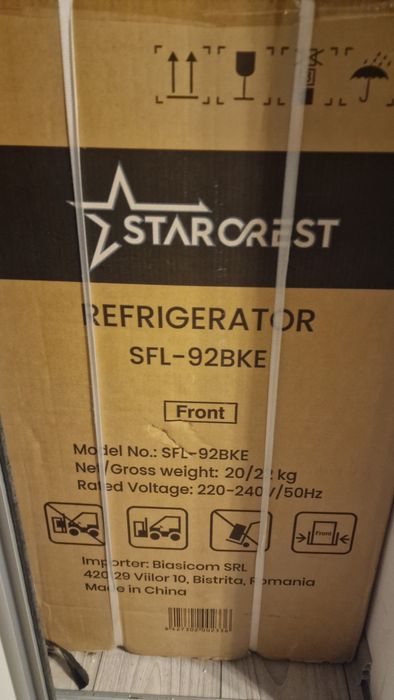 STARCREST
REFRIGERATOR
SFL-92BKE
Front
Model No.: SFL-92BKE
Net/Gross weight: 20/22 kg
Rated Voltage: 220-240V/50Hz
Front
Importer: Biasicom SRL
420129 Viilor 10, Bistrita, Romania
Made in China